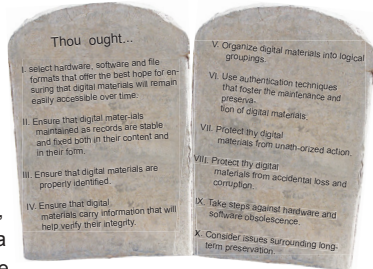 Thou ought...
I. select hardware, software and file
formats that offer the best hope for en-
suring that digital materials will remain
easily accessible over time.
II. Ensure that digital mater-ials
maintained as records are stable
and fixed both in their content and
in their form.
III. Ensure that digital materials are
properly identified.
IV. Ensure that digital
materials carry information that will
help verify their integrity.
V. Organize digital materials into logical
groupings.
VI. Use authentication techniques
that foster the maintenance and
preserva-
tion of digital materials.
VII. Protect thy digital
materials from unath-orized action.
VIII. Protect thy digital
materials from accidental loss and
corruption.
IX. Take steps against hardware and
software obsolescence.
X. Consider issues surrounding long-
term preservation.
,
a